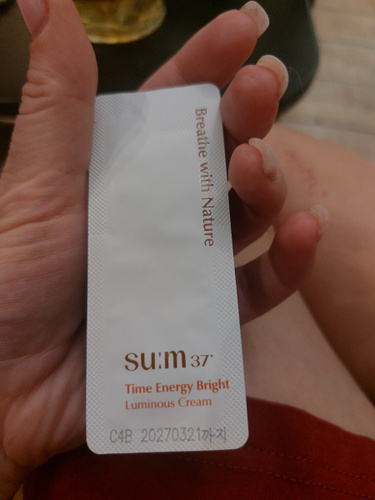 Breathe with Nature
su:m 37°
Time Energy Bright
Luminous Cream
C4B 20270321까지